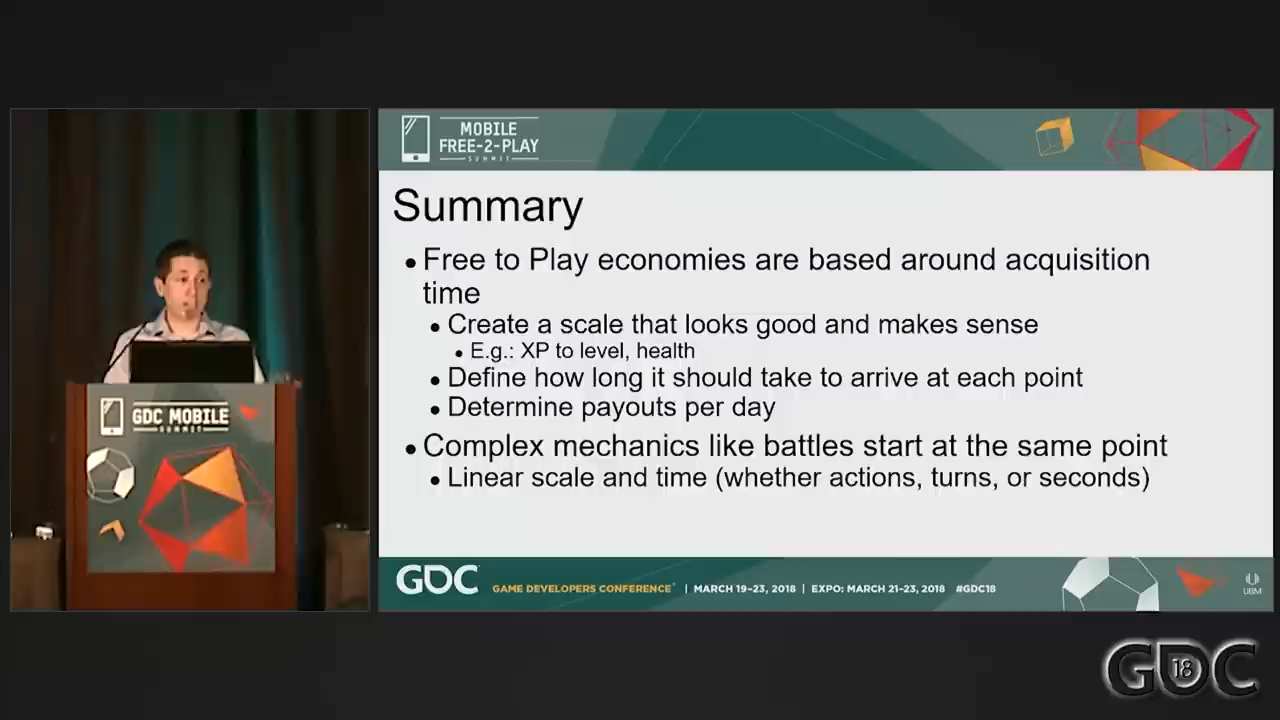 MOBILE
FREE-2-PLAY
SUMMIT
Summary
• Free to Play economies are based around acquisition
time
• Create a scale that looks good and makes sense
• E.g.: XP to level, health
• Define how long it should take to arrive at each point
• Determine payouts per day
• Complex mechanics like battles start at the same point
• Linear scale and time (whether actions, turns, or seconds)
GDC MOBILE
SUMMIT
GDC GAME DEVELOPERS CONFERENCE | MARCH 19–23, 2018 | EXPO: MARCH 21–23, 2018 #GDC18
UBM
GDC 18